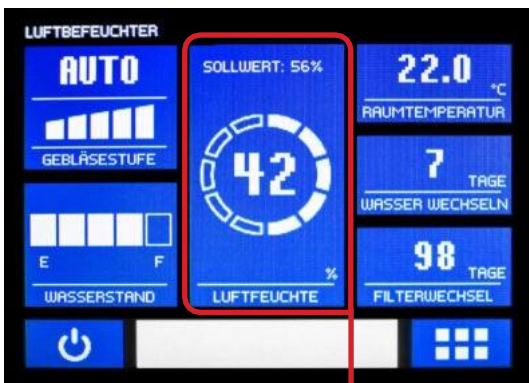 LUFTBEFEUCHTER
AUTO
GEBLÄSESTUFE
E F
WASSERSTAND
SOLLWERT: 56%
42
%
LUFTFEUCHTE
22.0 °C
RAUMTEMPERATUR
7 TAGE
WASSER WECHSELN
98 TAGE
FILTERWECHSEL